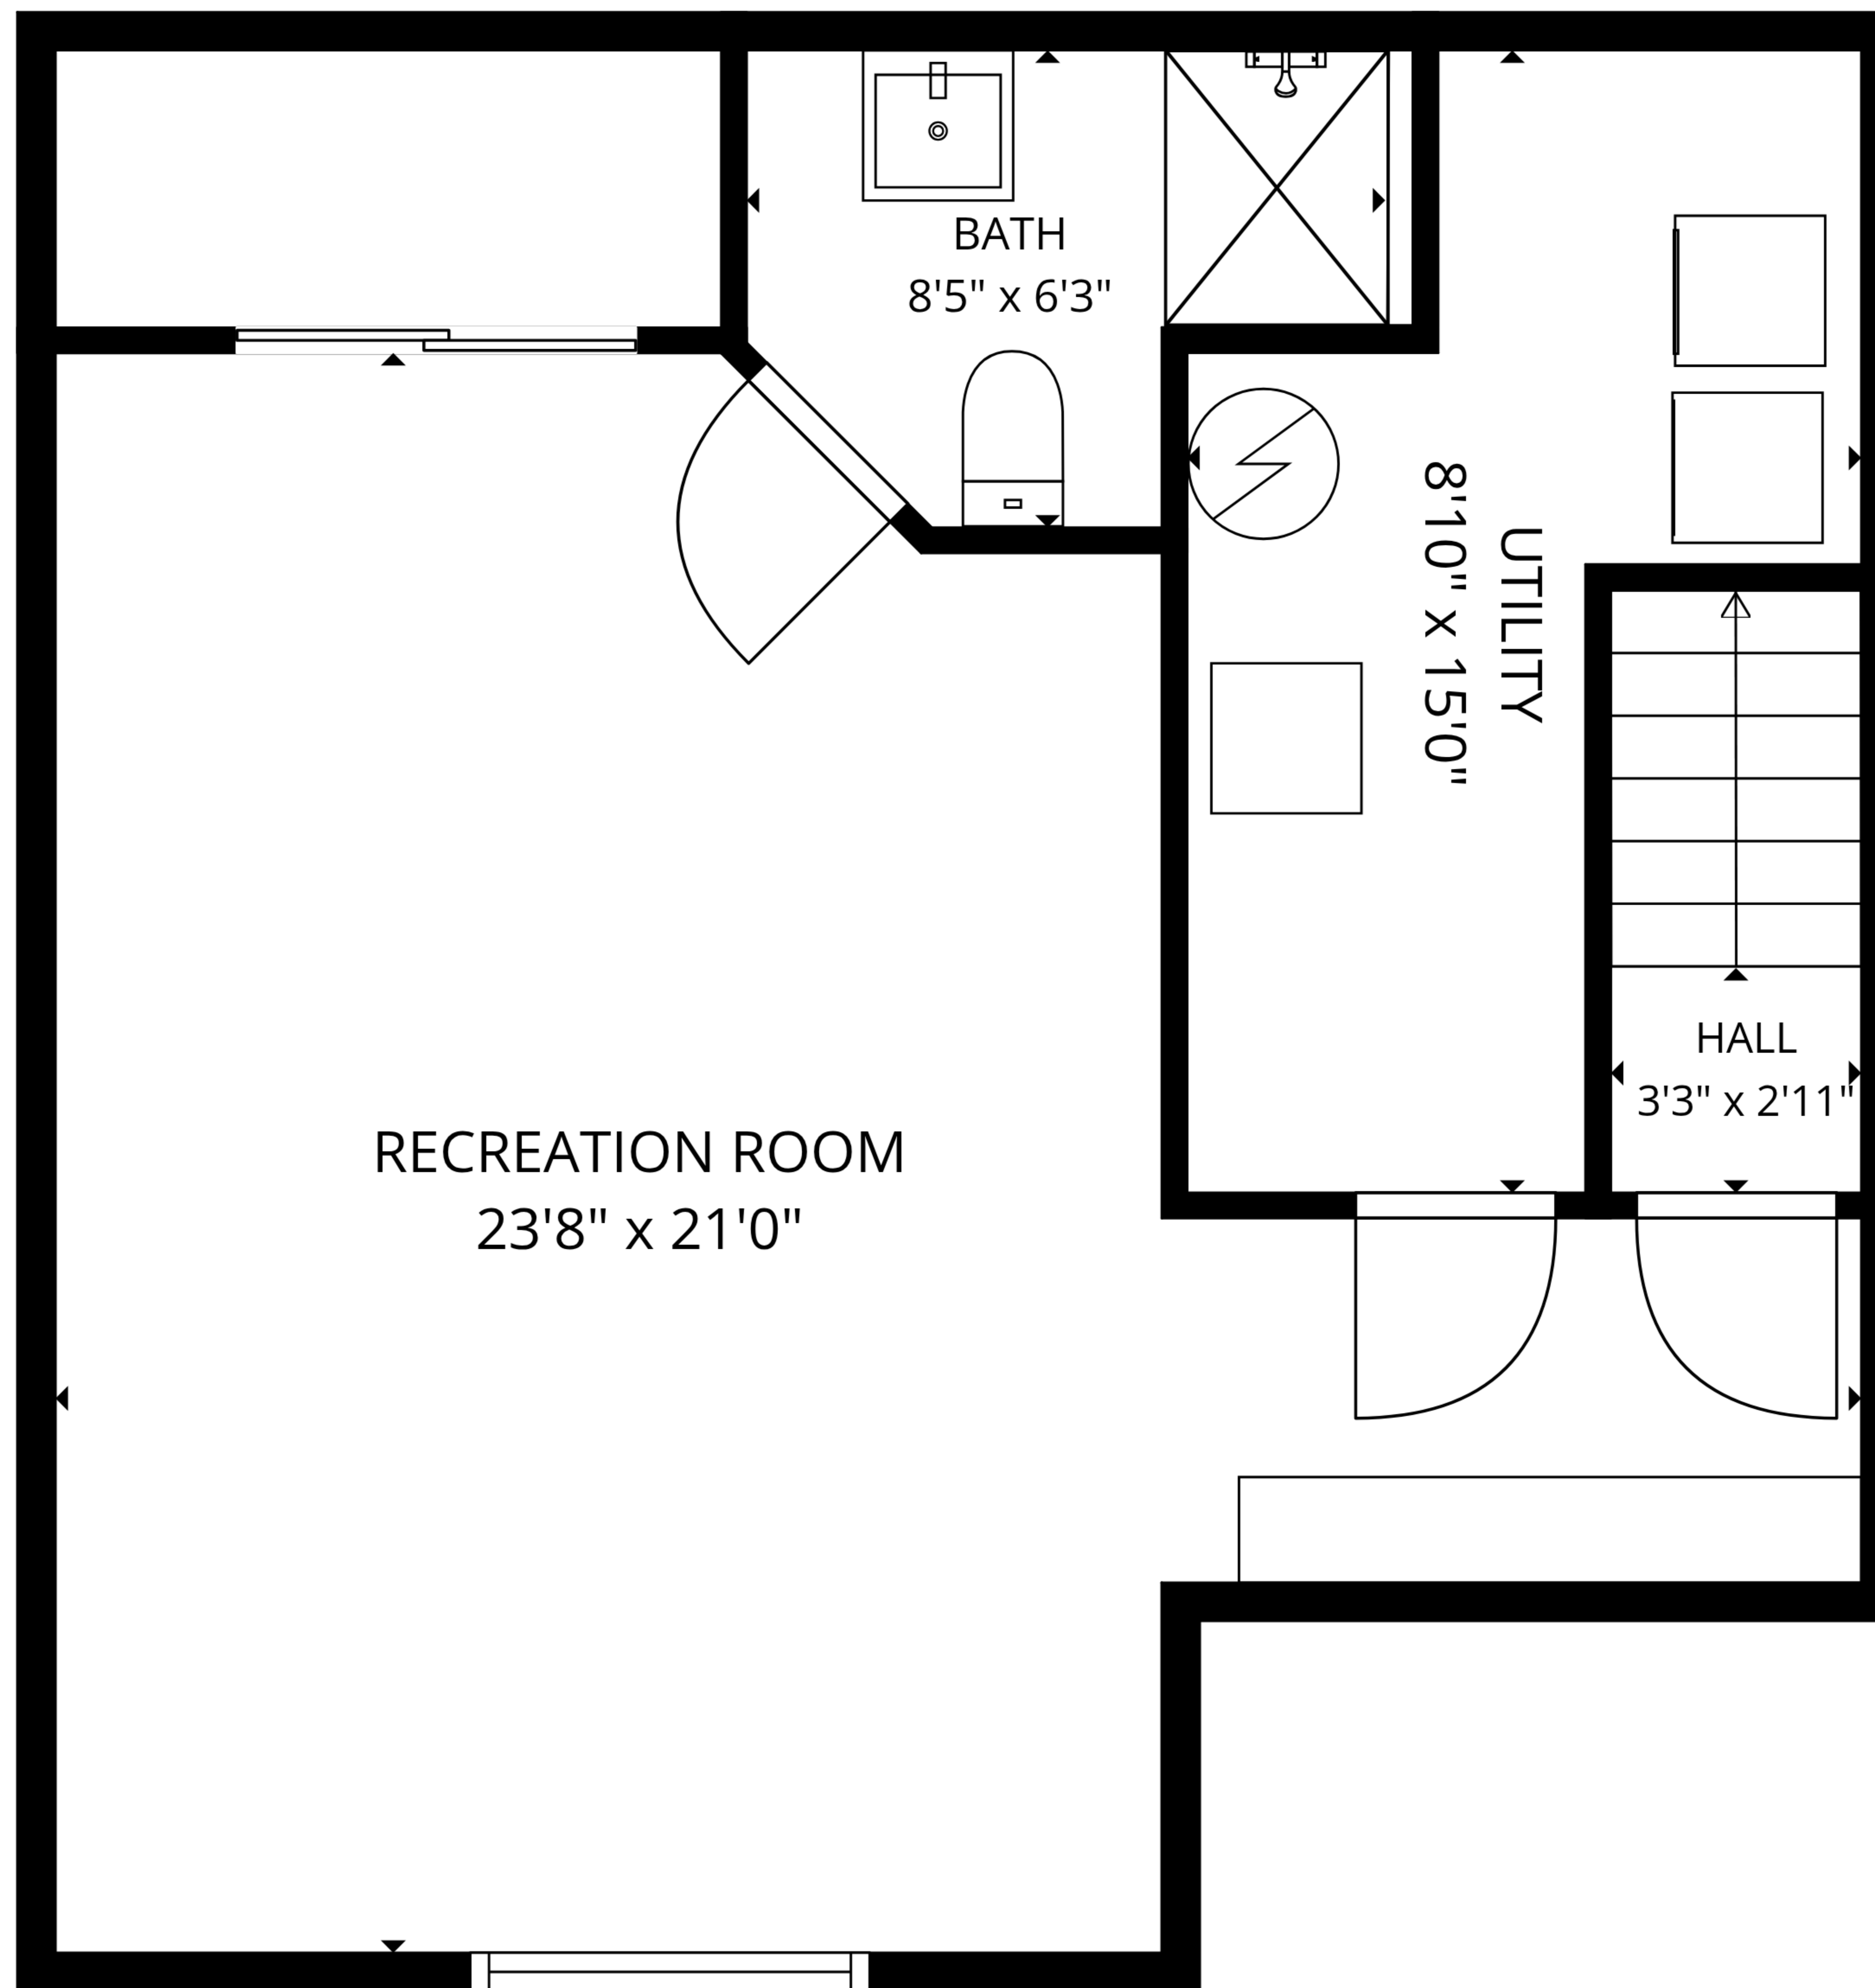 BATH
8'5" x 6'3"
UTILITY
8'10" x 15'0"
HALL
3'3" x 2'11"
RECREATION ROOM
23'8" x 21'0"